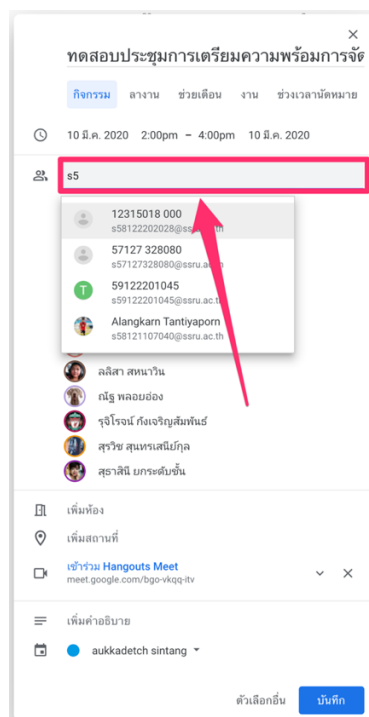 ทดสอบประชุมการเตรียมความพร้อมการจัด
กิจกรรม ลางาน ช่วยเตือน งาน ช่วงเวลานัดหมาย
10 มี.ค. 2020 2:00pm – 4:00pm 10 มี.ค. 2020
s5
12315018 000
s58122202028@ssru.ac.th
57127 328080
s57127328080@ssru.ac.th
T 59122201045
s59122201045@ssru.ac.th
Alangkarn Tantiyaporn
s58121107040@ssru.ac.th
ลลิสา สหนาวิน
ณัฐ พลอยอ่อง
รุจิโรจน์ กังเจริญสัมพันธ์
สุรวิช สุนทรเสนีย์กุล
สุธาสินี ยกระดับชั้น
เพิ่มห้อง
เพิ่มสถานที่
เข้าร่วม Hangouts Meet
meet.google.com/bgo-vkqq-itv
เพิ่มคำอธิบาย
aukkadetch sintang
ตัวเลือกอื่น บันทึก